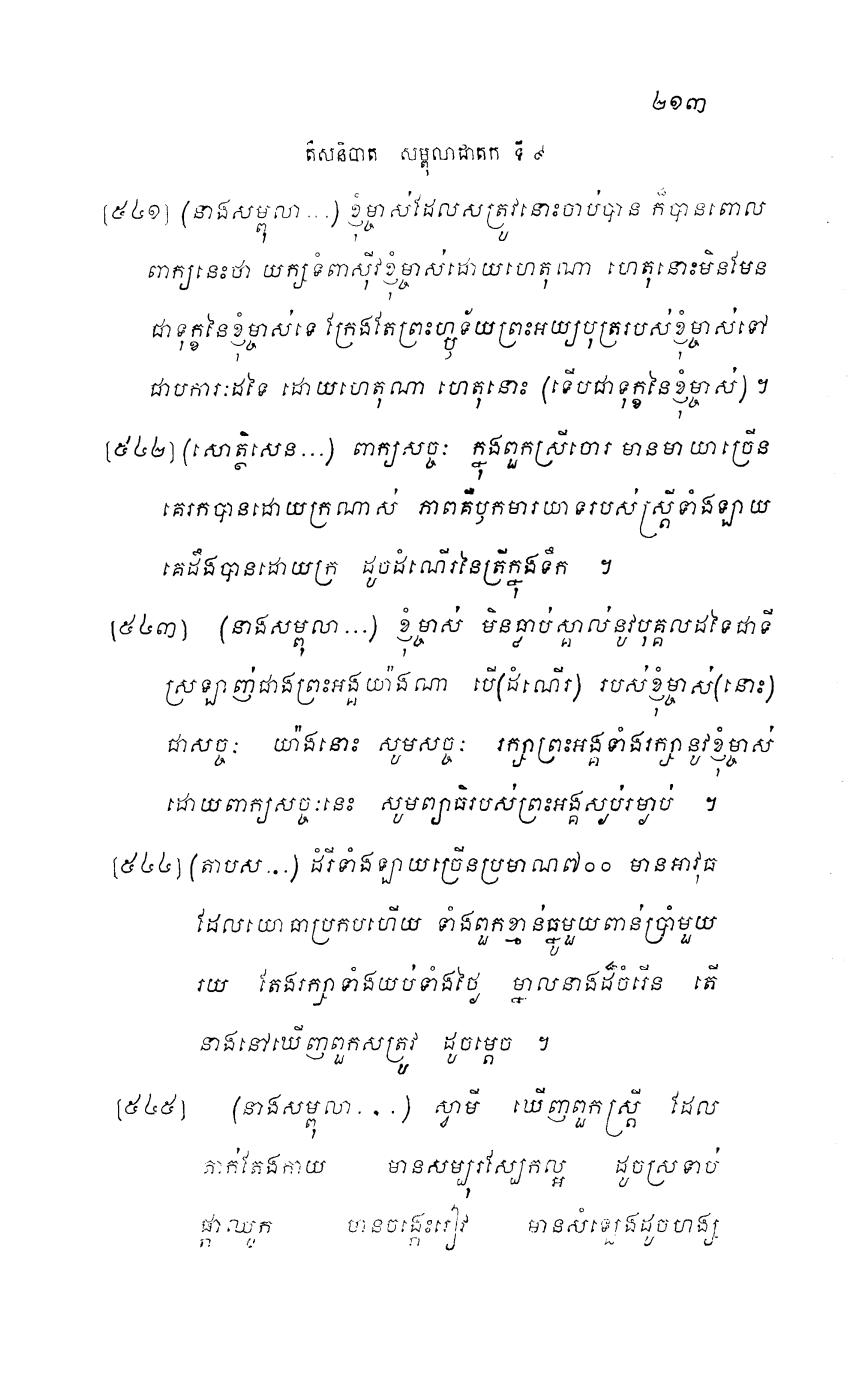 ២១៣
តឹសនិបាត សម្ពុលាជាតក ទី ៩
[៥៤១] (នាងសម្ពុលា...) ខ្ញុំម្ចាស់ដែលសត្រូវនោះចាប់បាន ក៏បានពោល
ពាក្យនេះថា យក្សទំពាស៊ីវខ្ញុំម្ចាស់ដោយហេតុណា ហេតុនោះមិនមែន
ជាទុក្ខនៃខ្ញុំម្ចាស់ទេ ក្រែងតែព្រះហ្ឫទ័យព្រះអយ្យបុត្ររបស់ខ្ញុំម្ចាស់ទៅ
ជាបការៈដទៃ ដោយហេតុណា ហេតុនោះ (ទើបជាទុក្ខនៃខ្ញុំម្ចាស់) ។
[៥៤២] (សោត្ថិសេន...) ពាក្យសច្ចៈ ក្នុងពួកស្រីចោរ មានមាយាច្រើន
គេរកបានដោយក្រណាស់ ភាពគឺឫកមារយាទរបស់ស្ត្រីទាំងឡាយ
គេដឹងបានដោយក្រ ដូចដំណើរនៃត្រីក្នុងទឹក ។
[៥៤៣] (នាងសម្ពុលា...) ខ្ញុំម្ចាស់ មិនធ្លាប់ស្គាល់នូវបុគ្គលដទៃជាទី
ស្រឡាញ់ជាងព្រះអង្គយ៉ាងណា បើ(ដំណើរ) របស់ខ្ញុំម្ចាស់(នោះ)
ជាសច្ចៈ យ៉ាងនោះ សូមសច្ចៈ រក្សាព្រះអង្គទាំងរក្សានូវខ្ញុំម្ចាស់
ដោយពាក្យសច្ចៈនេះ សូមព្យាធិរបស់ព្រះអង្គស្ងប់រម្ងាប់ ។
[៥៤៤] (តាបស...) ដំរីទាំងឡាយច្រើនប្រមាណ៧០០ មានអាវុធ
ដែលយោធាប្រកបហើយ ទាំងពួកខ្មាន់ធ្នូមួយពាន់ប្រាំមួយ
រយ តែងរក្សាទាំងយប់ទាំងថ្ងៃ ម្នាលនាងដ៏ចំរើន តើ
នាងនៅឃើញពួកសត្រូវ ដូចម្តេច ។
[៥៤៥] (នាងសម្ពុលា...) ស្វាមី ឃើញពួកស្ត្រី ដែល
តាក់តែងកាយ មានសម្បុរស្បែកល្អ ដូចស្រទាប់
ផ្កាឈូក មានចង្កេះរៀវ មានសំឡេងដូចហង្ស